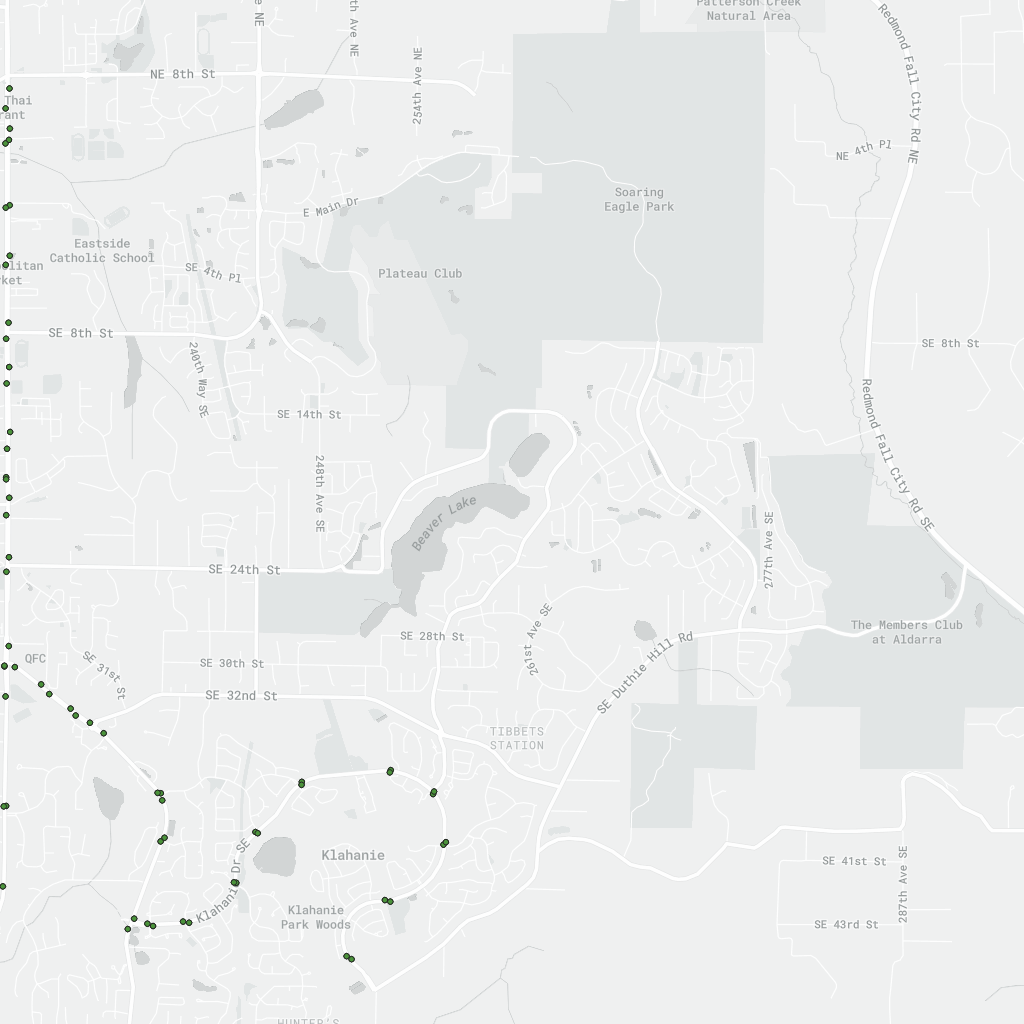 Patterson Creek
Natural Area
Redmond Fall City Rd NE
NE 8th St
254th Ave NE
Thai
NE 4th Pl
Soaring
Eagle Park
E Main Dr
Eastside
Catholic School
SE 4th Pl
Plateau Club
SE 8th St
SE 8th St
240th Way SE
Redmond Fall City Rd SE
SE 14th St
248th Ave SE
Beaver Lake
277th Ave SE
SE 24th St
261st Ave SE
SE 28th St
The Members Club
at Aldarra
QFC
SE 31st St
SE 30th St
SE Duthie Hill Rd
SE 32nd St
TIBBETS
STATION
Klahanie
SE 41st St
287th Ave SE
Klahanie Dr SE
Klahanie
Park Woods
SE 43rd St
HUNTER'S